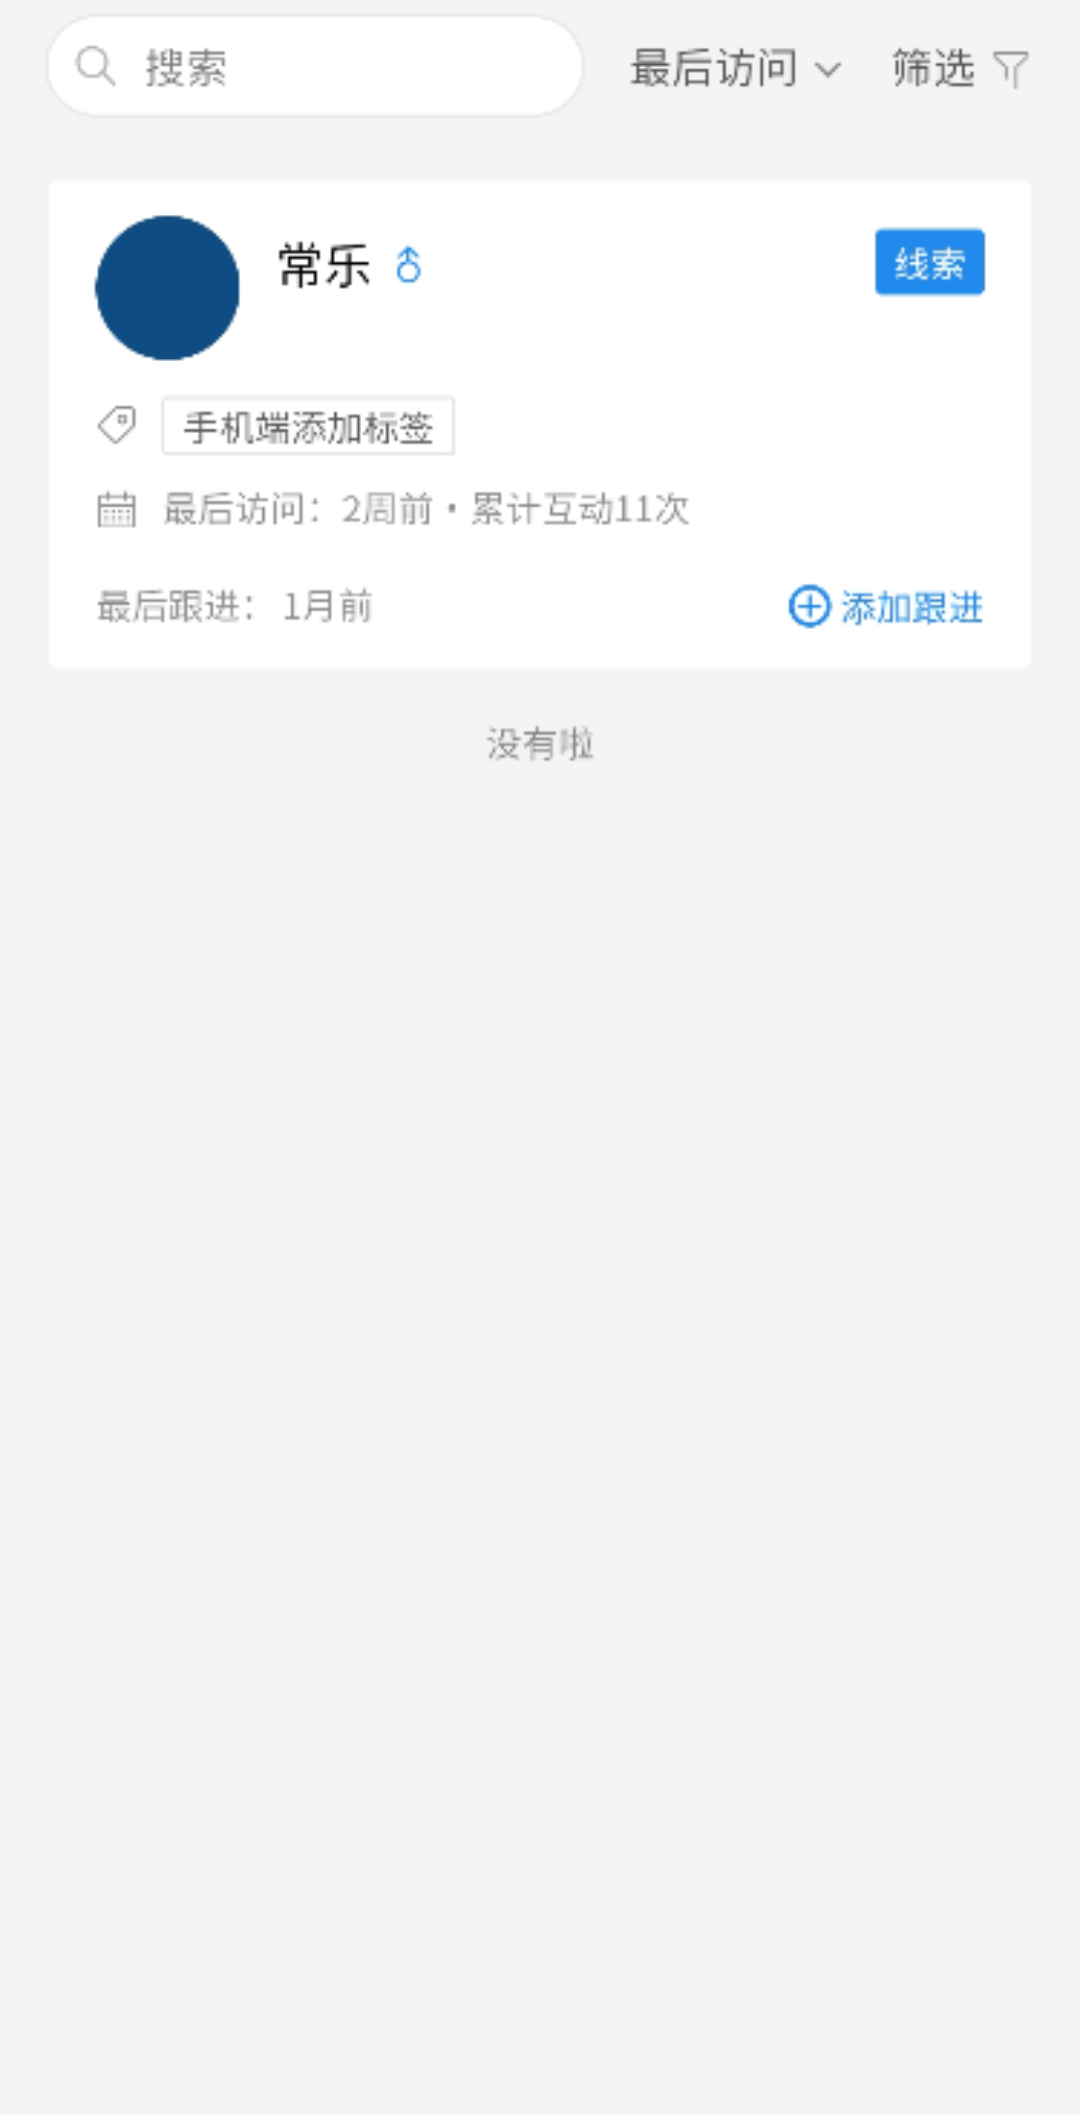 搜索 最后访问 筛选
常乐 线索
手机端添加标签
最后访问：2周前·累计互动11次
最后跟进：1月前 添加跟进
没有啦